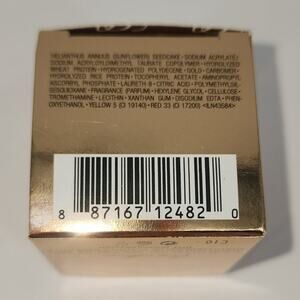 HELIANTHUS ANNUUS (SUNFLOWER) SEEDCAKE • SODIUM ACRYLATE/
SODIUM ACRYLOYLDIMETHYL TAURATE COPOLYMER • HYDROLYZED
WHEAT PROTEIN • HYDROGENATED POLYDECENE • GOLD • CARBOMER •
HYDROLYZED RICE PROTEIN • TOCOPHERYL ACETATE • AMINOPROPYL
ASCORBYL PHOSPHATE • LAURETH 8 • CITRIC ACID • POLYMETHYLSIL-
SESQUIOXANE • FRAGRANCE (PARFUM) • HEXYLENE GLYCOL • CELLULOSE •
TROMETHAMINE • LECITHIN • XANTHAN GUM • DISODIUM EDTA • PHEN-
OXYETHANOL • YELLOW 5 (CI 19140) • RED 33 (CI 17200) <ILN43584>
8 87167 12482 0